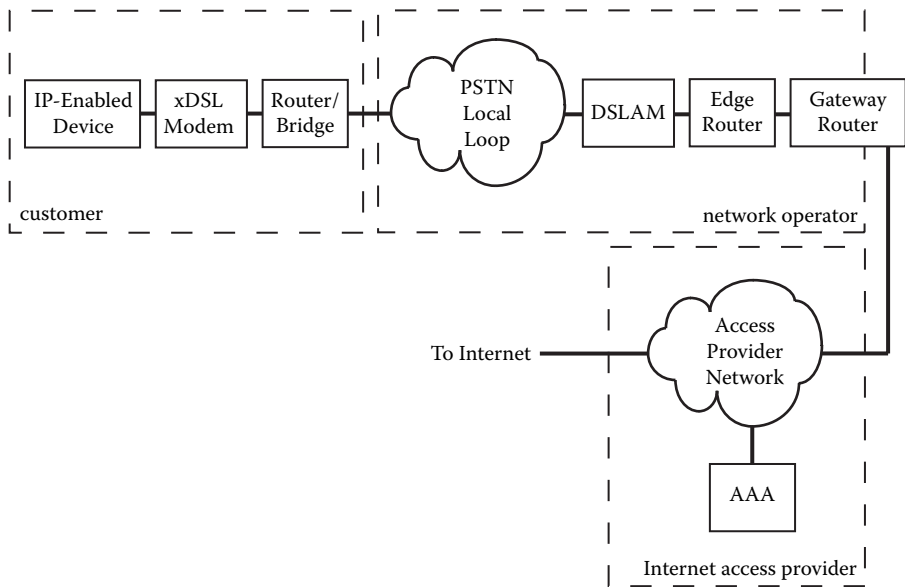 IP-Enabled
Device
xDSL
Modem
Router/
Bridge
customer
PSTN
Local
Loop
DSLAM
Edge
Router
Gateway
Router
network operator
To Internet
Access
Provider
Network
AAA
Internet access provider